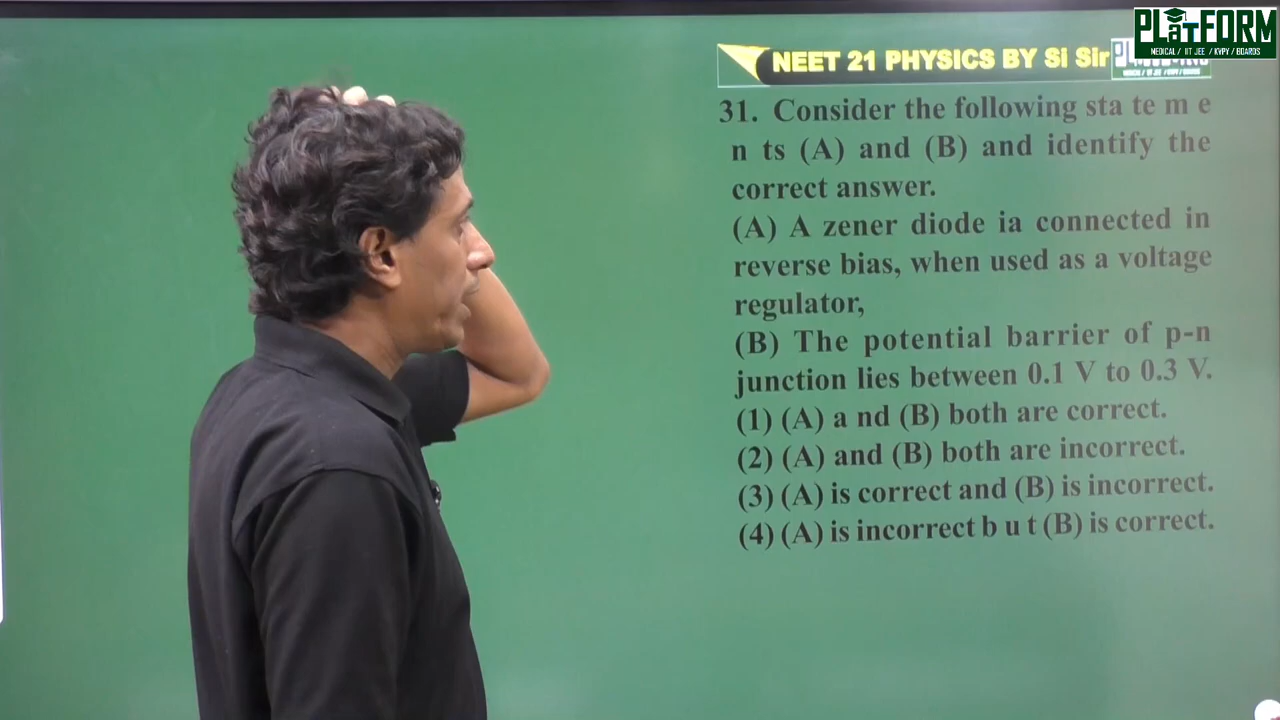 PLatFORM
MEDICAL / IIT JEE / KVPY / BOARDS
NEET 21 PHYSICS BY Si Sir
31. Consider the following sta te m e
n ts (A) and (B) and identify the
correct answer.
(A) A zener diode ia connected in
reverse bias, when used as a voltage
regulator,
(B) The potential barrier of p-n
junction lies between 0.1 V to 0.3 V.
(1) (A) a nd (B) both are correct.
(2) (A) and (B) both are incorrect.
(3) (A) is correct and (B) is incorrect.
(4) (A) is incorrect b u t (B) is correct.